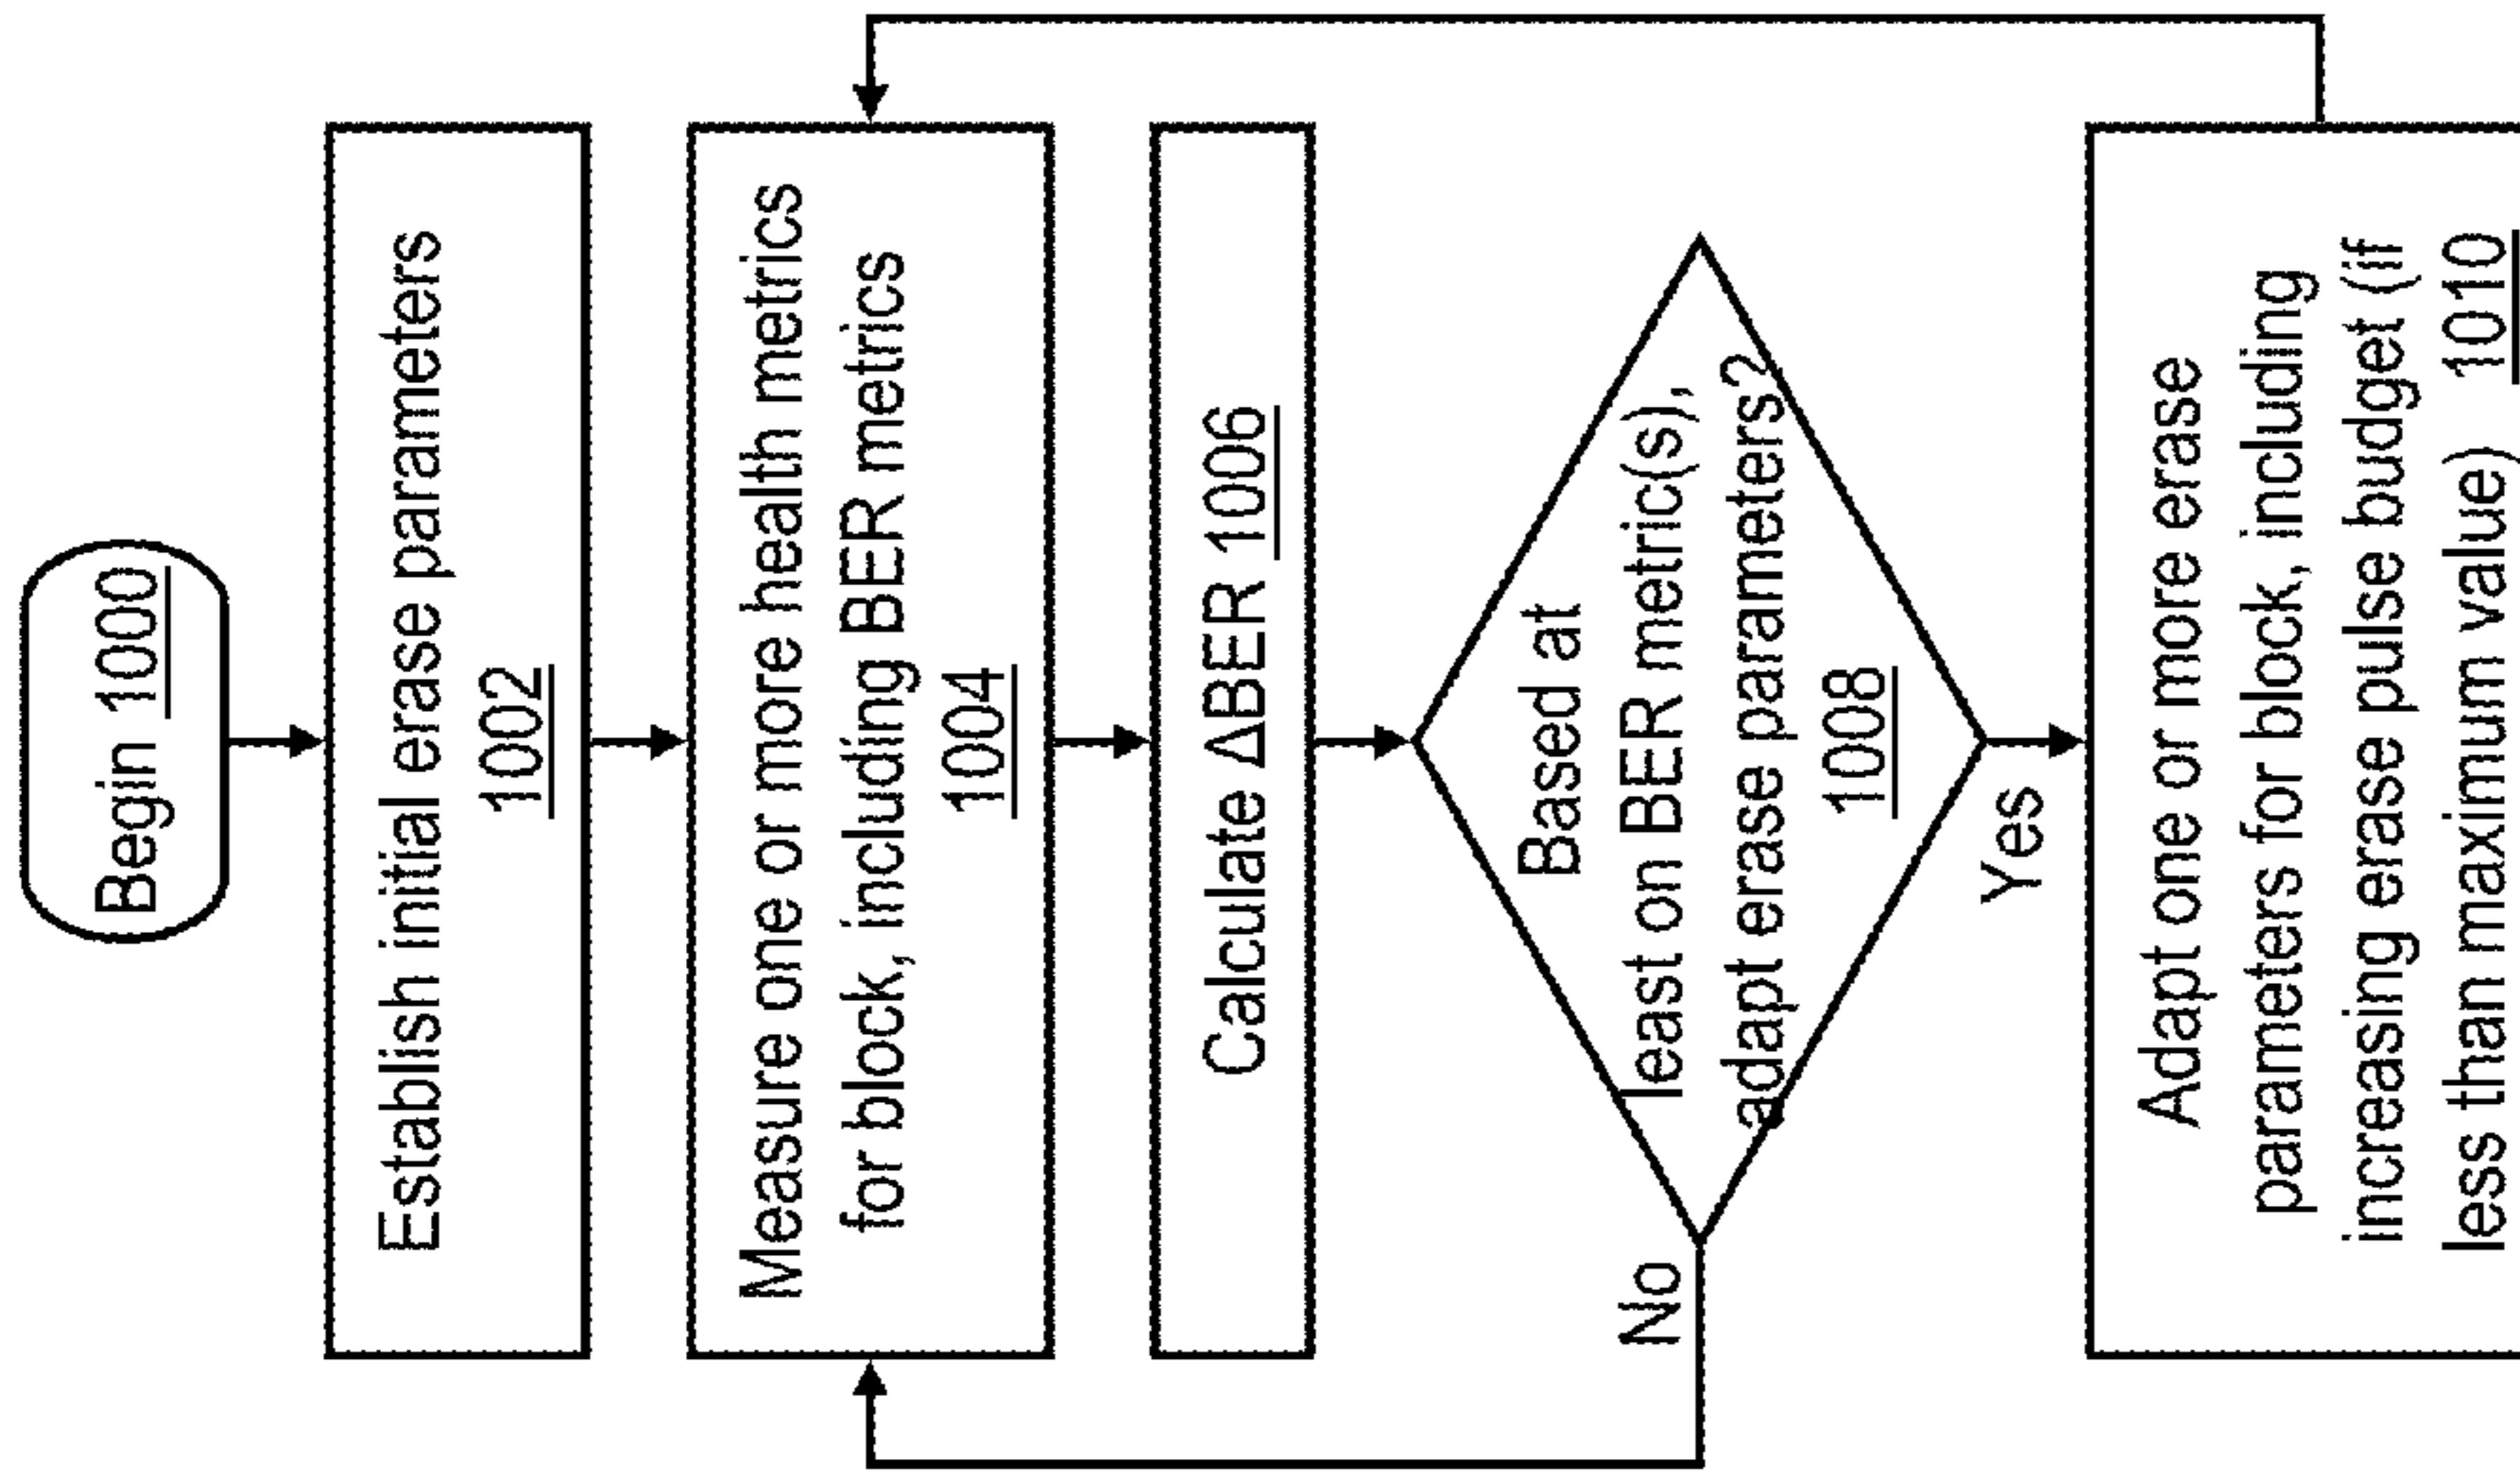 Begin 1000
Establish initial erase parameters
1002
Measure one or more health metrics
for block, including BER metrics
1004
Calculate ΔBER 1006
Based at
least on BER metric(s),
adapt erase parameters?
1008
No
Yes
Adapt one or more erase
parameters for block, including
increasing erase pulse budget (if
less than maximum value) 1010